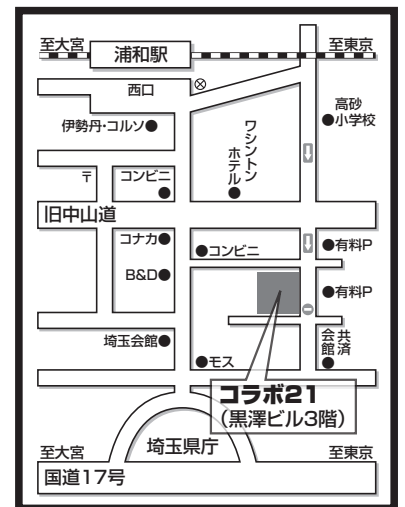 至大宮
浦和駅
至東京
西口
高砂
●小学校
伊勢丹・コルソ●
ワシントン
ホテル
●
〒
コンビニ
●
旧中山道
コナカ●
●コンビニ
●有料P
B&D●
●有料P
埼玉会館●
●モス
共済
会館
●
コラボ21
(黒澤ビル3階)
埼玉県庁
至大宮
至東京
国道17号